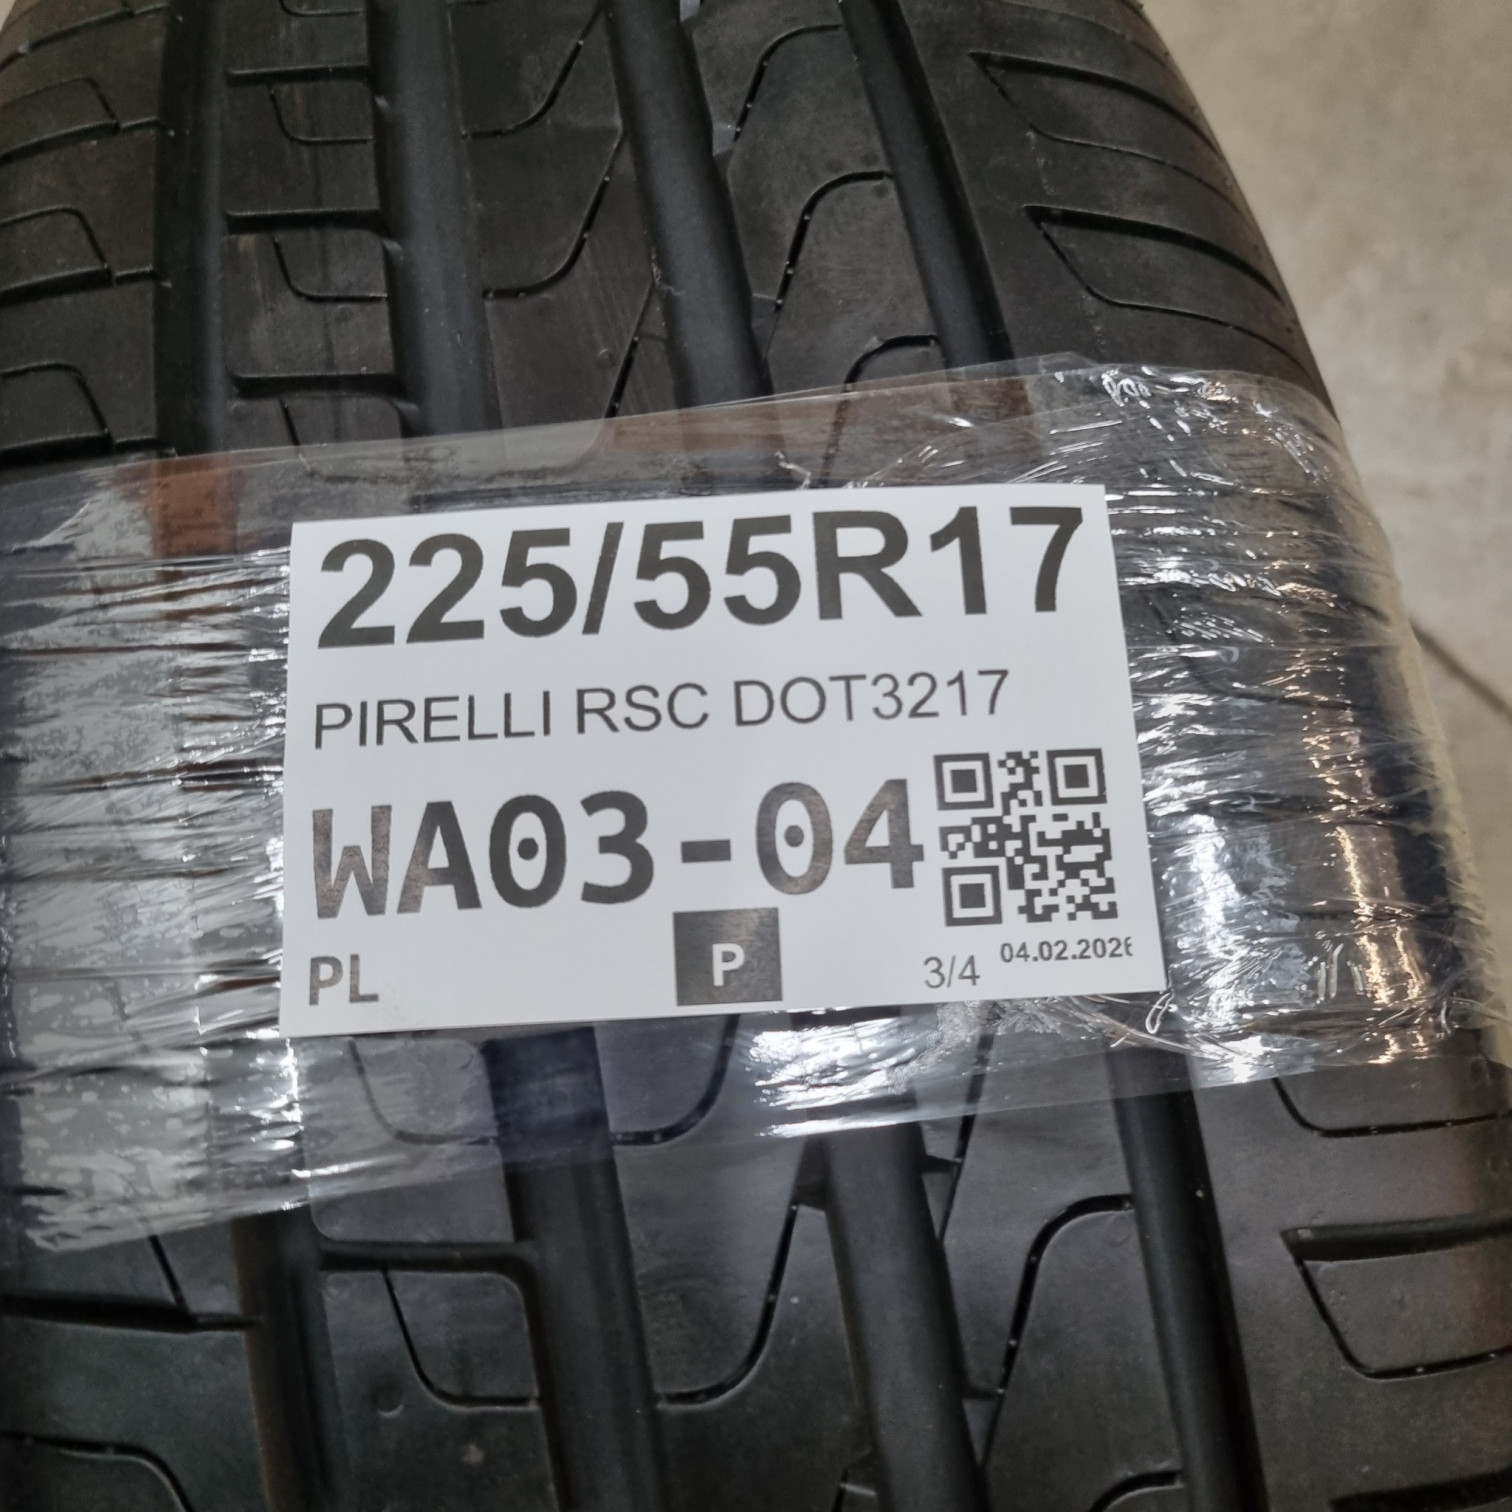 225/55R17
PIRELLI RSC DOT3217
WA03-04
PL
P
3/4
04.02.2026